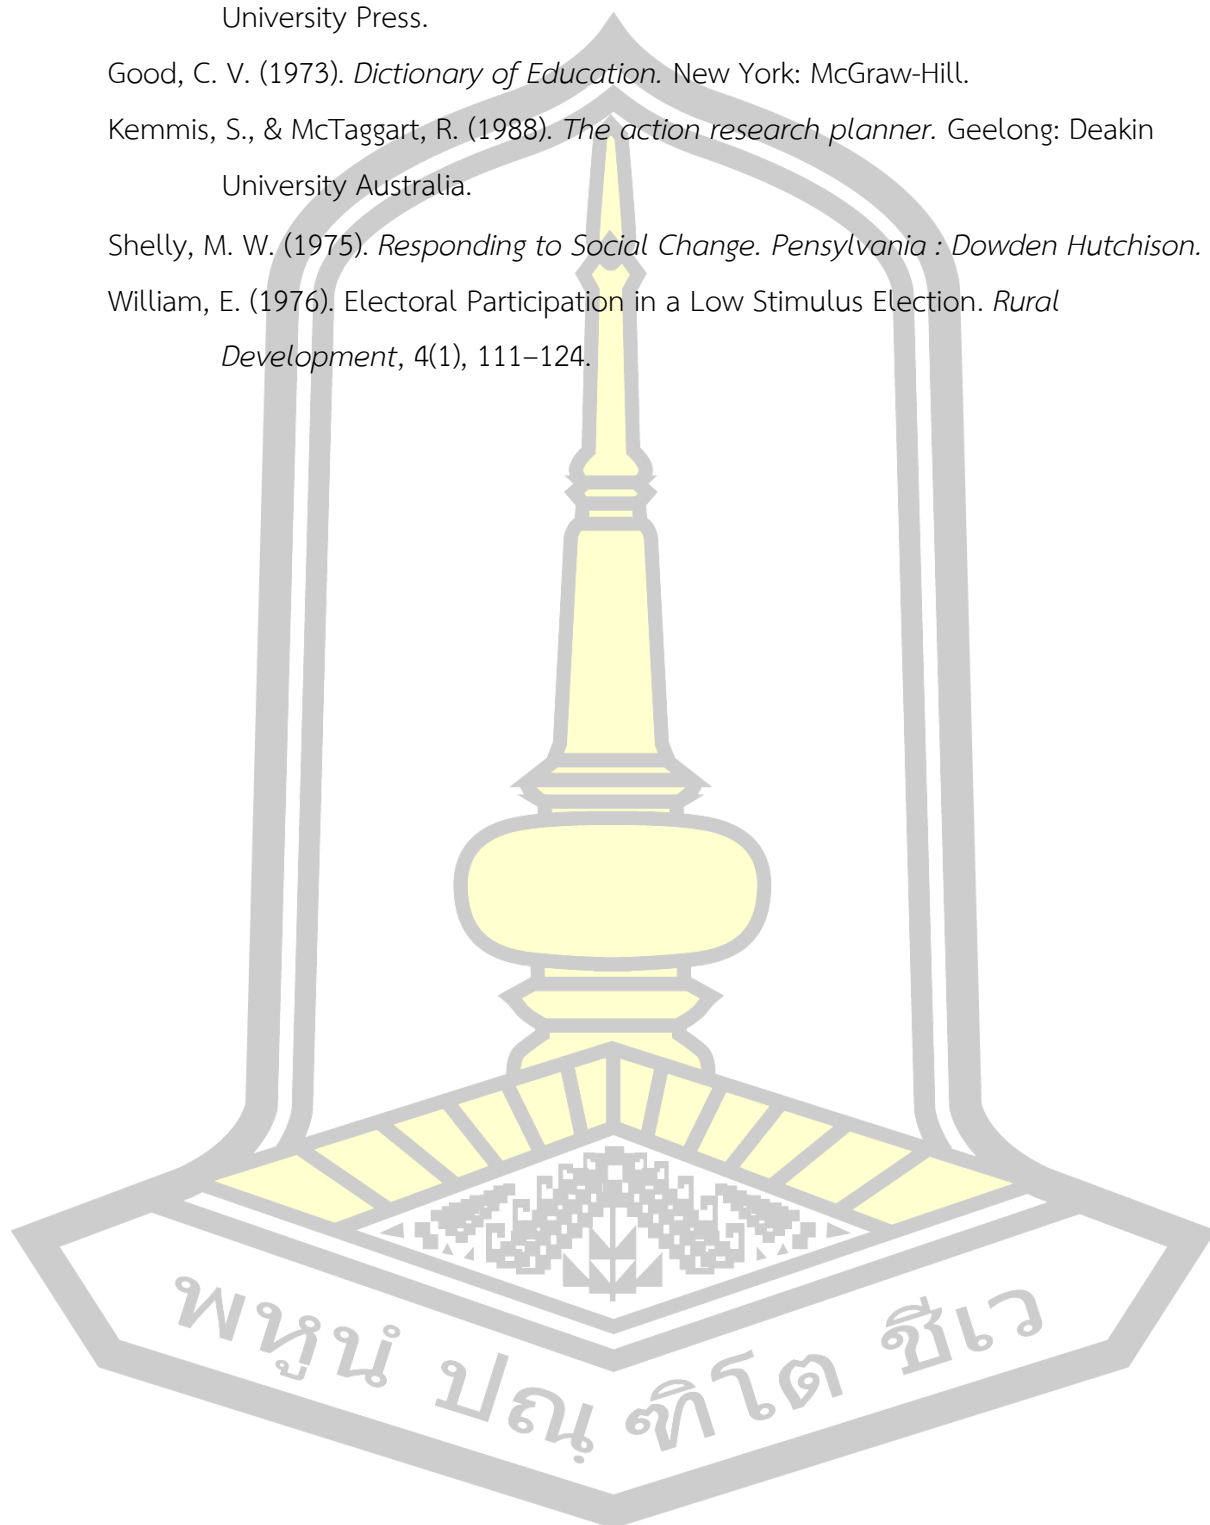 University Press.
Good, C. V. (1973). Dictionary of Education. New York: McGraw-Hill.
Kemmis, S., & McTaggart, R. (1988). The action research planner. Geelong: Deakin
University Australia.
Shelly, M. W. (1975). Responding to Social Change. Pensylvania : Dowden Hutchison.
William, E. (1976). Electoral Participation in a Low Stimulus Election. Rural
Development, 4(1), 111–124.
พหูนํ ปณฺฑิโต ชีเว